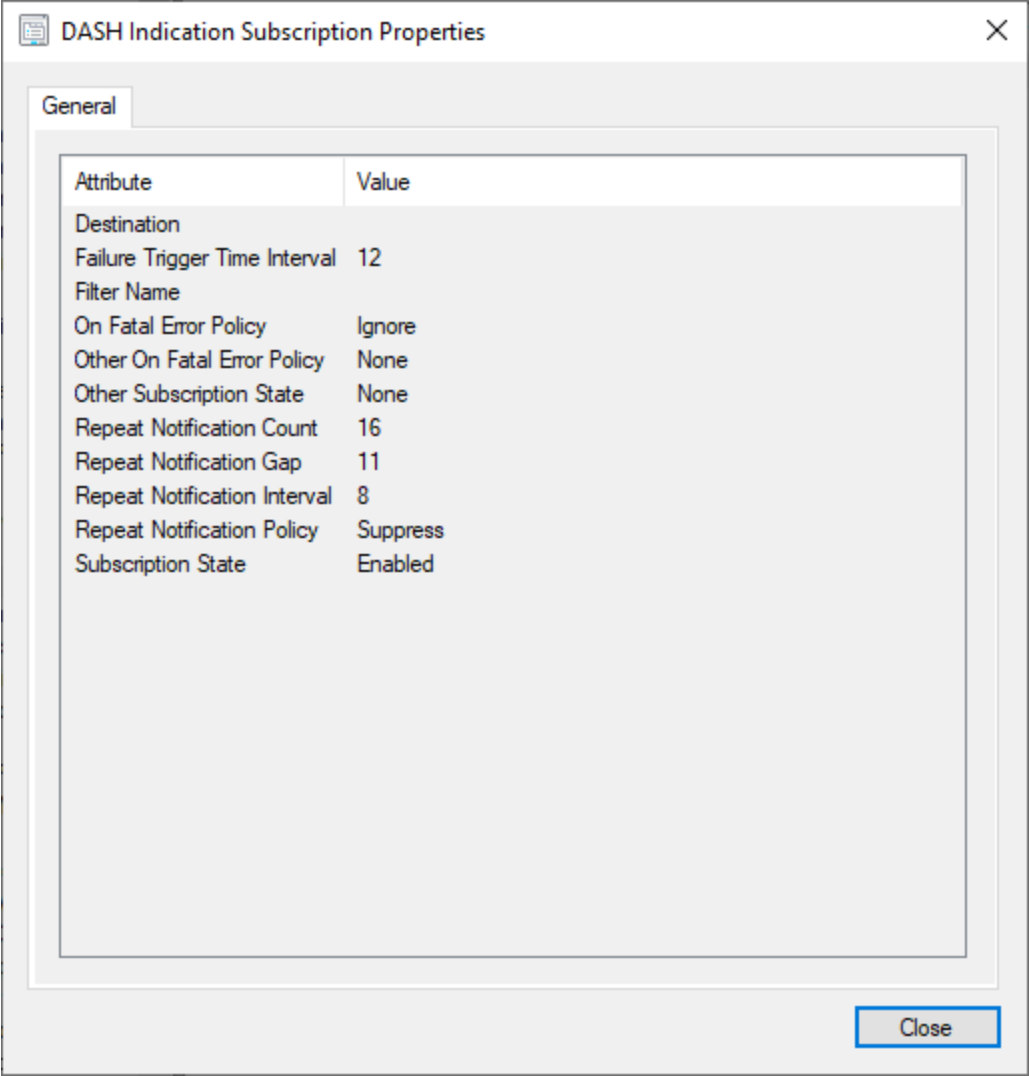 DASH Indication Subscription Properties
General
Attribute Value
Destination
Failure Trigger Time Interval 12
Filter Name
On Fatal Error Policy Ignore
Other On Fatal Error Policy None
Other Subscription State None
Repeat Notification Count 16
Repeat Notification Gap 11
Repeat Notification Interval 8
Repeat Notification Policy Suppress
Subscription State Enabled
Close